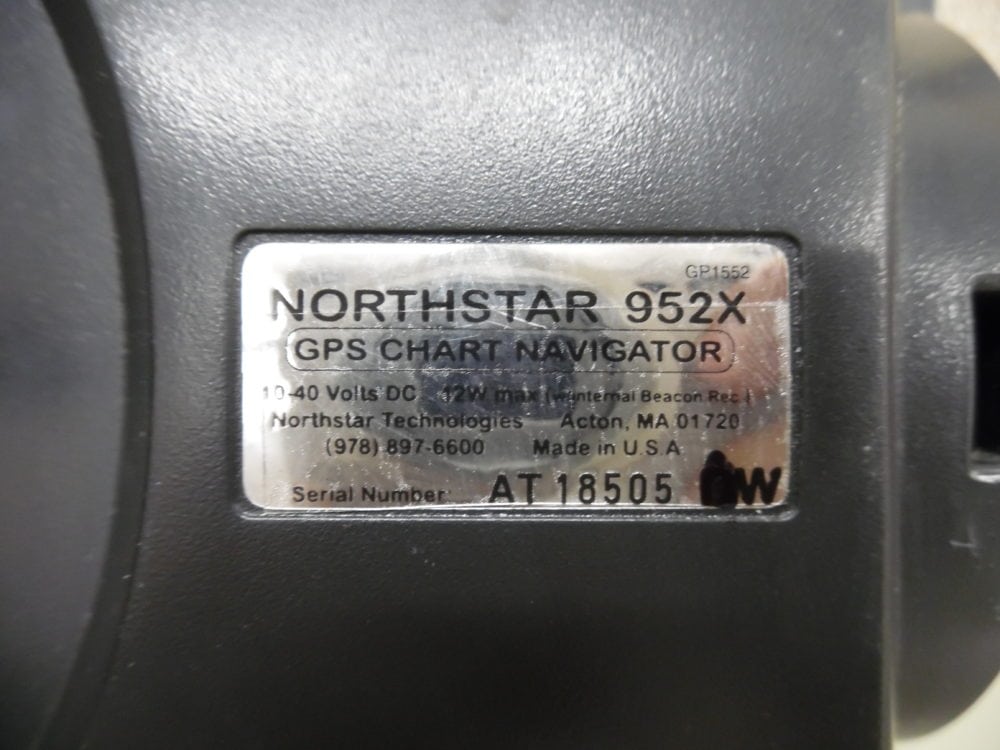 GP1552
NORTHSTAR 952X
GPS CHART NAVIGATOR
10-40 Volts DC 12W max (w/internal Beacon Rec.)
Northstar Technologies Acton, MA 01720
(978) 897-6600 Made in U.S.A
Serial Number: AT 18505 W